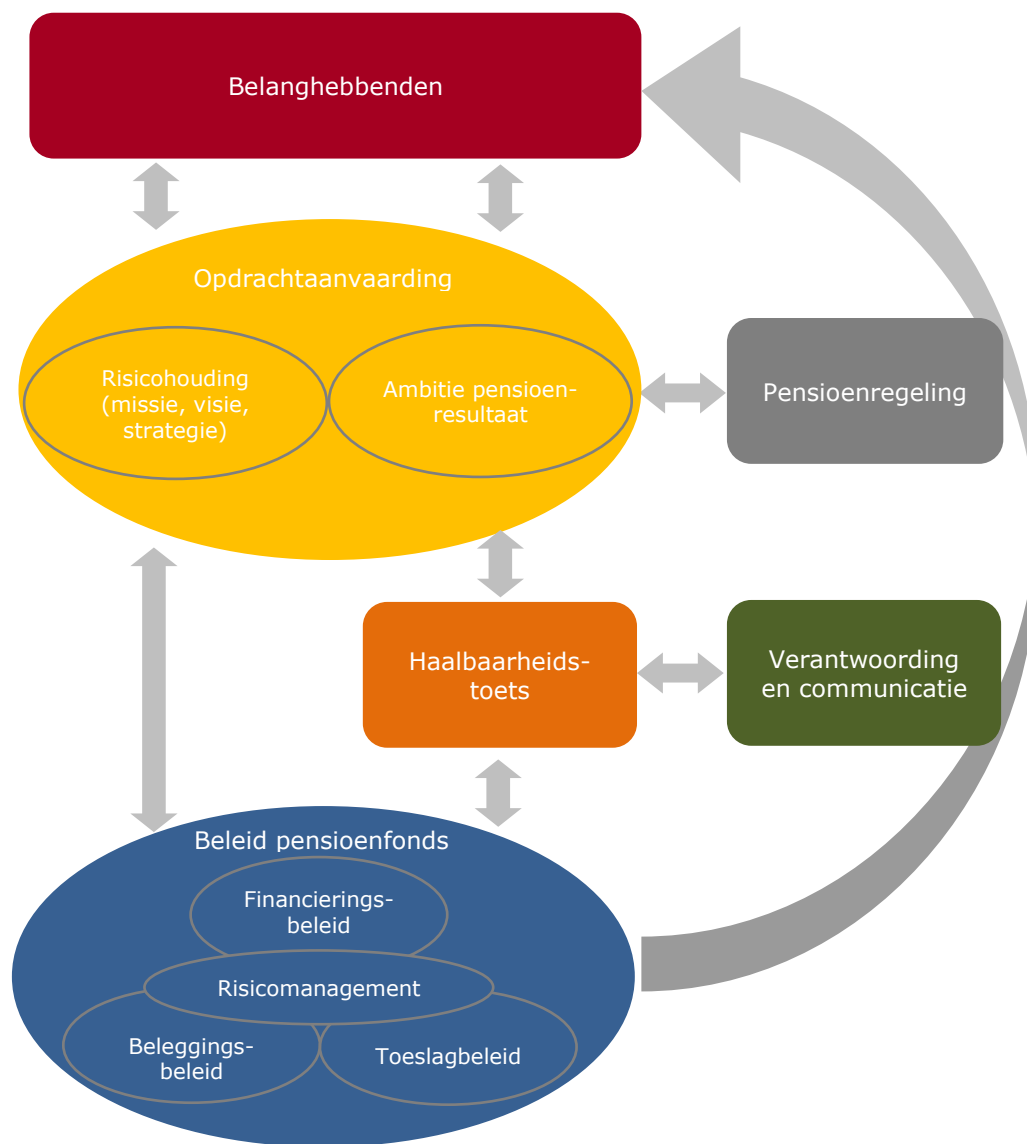 Belanghebbenden
Opdrachtaanvaarding
Risicohouding
(missie, visie,
strategie)
Ambitie pensioen-
resultaat
Pensioenregeling
Haalbaarheids-
toets
Verantwoording
en communicatie
Beleid pensioenfonds
Financierings-
beleid
Risicomanagement
Beleggings-
beleid
Toeslagbeleid